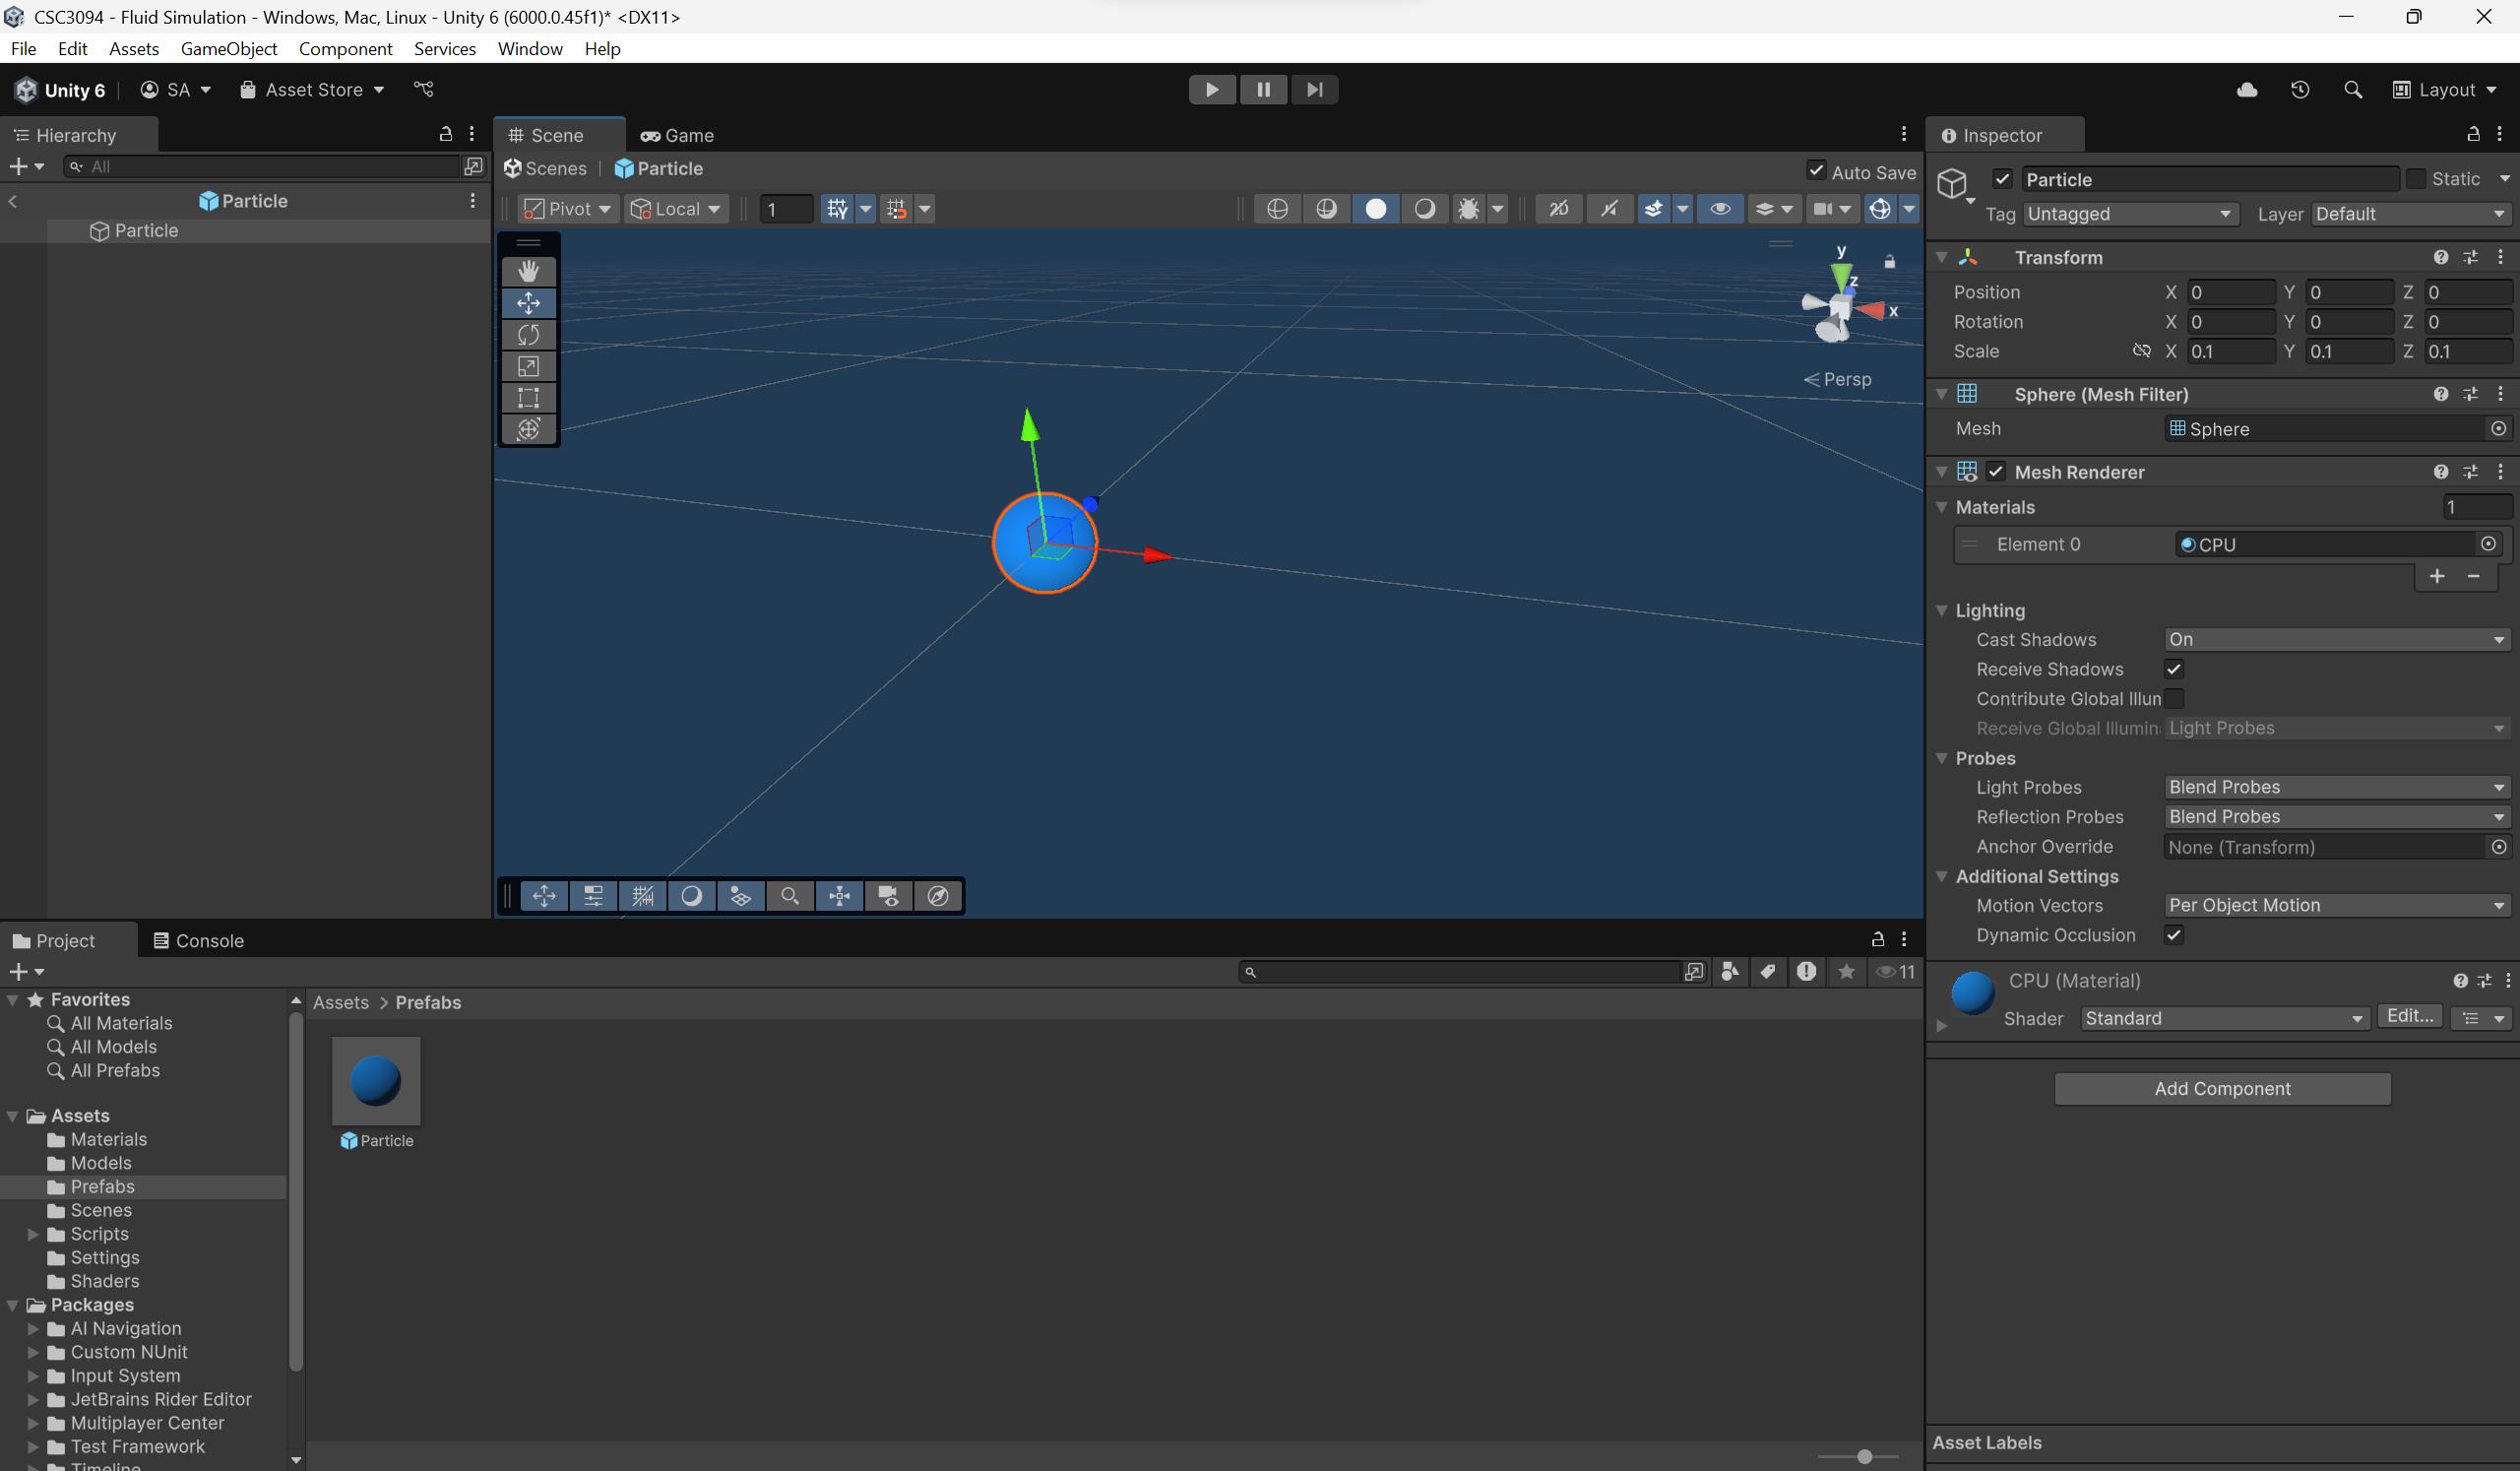 CSC3094 - Fluid Simulation - Windows, Mac, Linux - Unity 6 (6000.0.45f1)* <DX11>
File Edit Assets GameObject Component Services Window Help
Unity 6 SA Asset Store Layout
Hierarchy
All
Particle
Particle
Scene Game
Scenes Particle Auto Save
Pivot Local 1 2D
y
z
x
Persp
Inspector
Particle Static
Tag Untagged Layer Default
Transform
Position X 0 Y 0 Z 0
Rotation X 0 Y 0 Z 0
Scale X 0.1 Y 0.1 Z 0.1
Sphere (Mesh Filter)
Mesh Sphere
Mesh Renderer
Materials 1
Element 0 CPU
Lighting
Cast Shadows On
Receive Shadows
Contribute Global Illun
Receive Global Illumin Light Probes
Probes
Light Probes Blend Probes
Reflection Probes Blend Probes
Anchor Override None (Transform)
Additional Settings
Motion Vectors Per Object Motion
Dynamic Occlusion
CPU (Material)
Shader Standard Edit...
Add Component
Asset Labels
Project Console
11
Favorites
All Materials
All Models
All Prefabs
Assets
Materials
Models
Prefabs
Scenes
Scripts
Settings
Shaders
Packages
AI Navigation
Custom NUnit
Input System
JetBrains Rider Editor
Multiplayer Center
Test Framework
Timeline
Assets > Prefabs
Particle